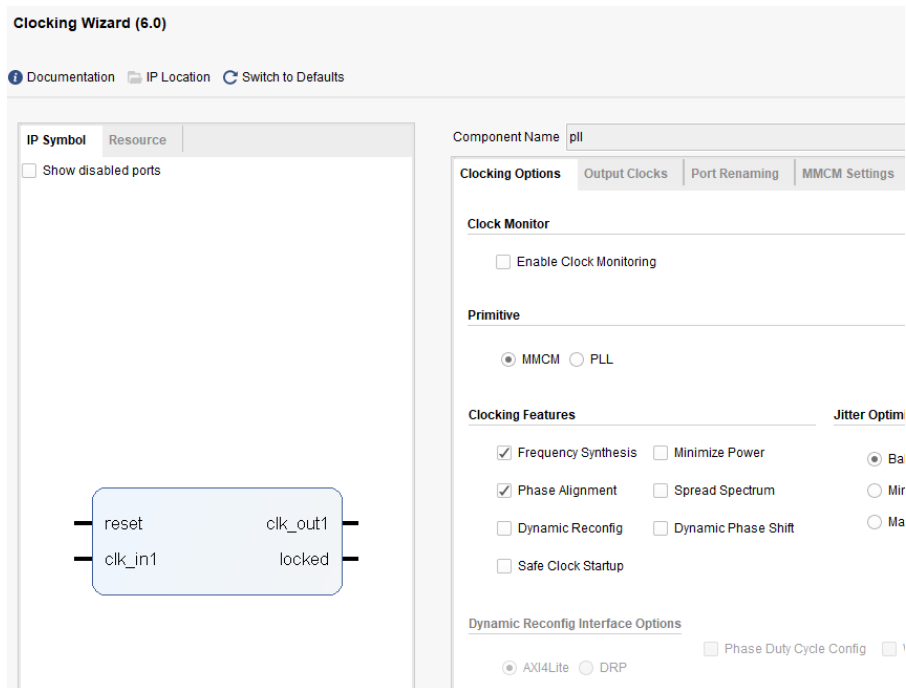 Clocking Wizard (6.0)
Documentation IP Location Switch to Defaults
IP Symbol Resource
Show disabled ports
reset clk_out1
clk_in1 locked
Component Name pll
Clocking Options Output Clocks Port Renaming MMCM Settings
Clock Monitor
Enable Clock Monitoring
Primitive
MMCM PLL
Clocking Features Jitter
Frequency Synthesis Minimize Power
Phase Alignment Spread Spectrum
Dynamic Reconfig Dynamic Phase Shift
Safe Clock Startup
Dynamic Reconfig Interface Options
Phase Duty Cycle Config
AXI4Lite DRP